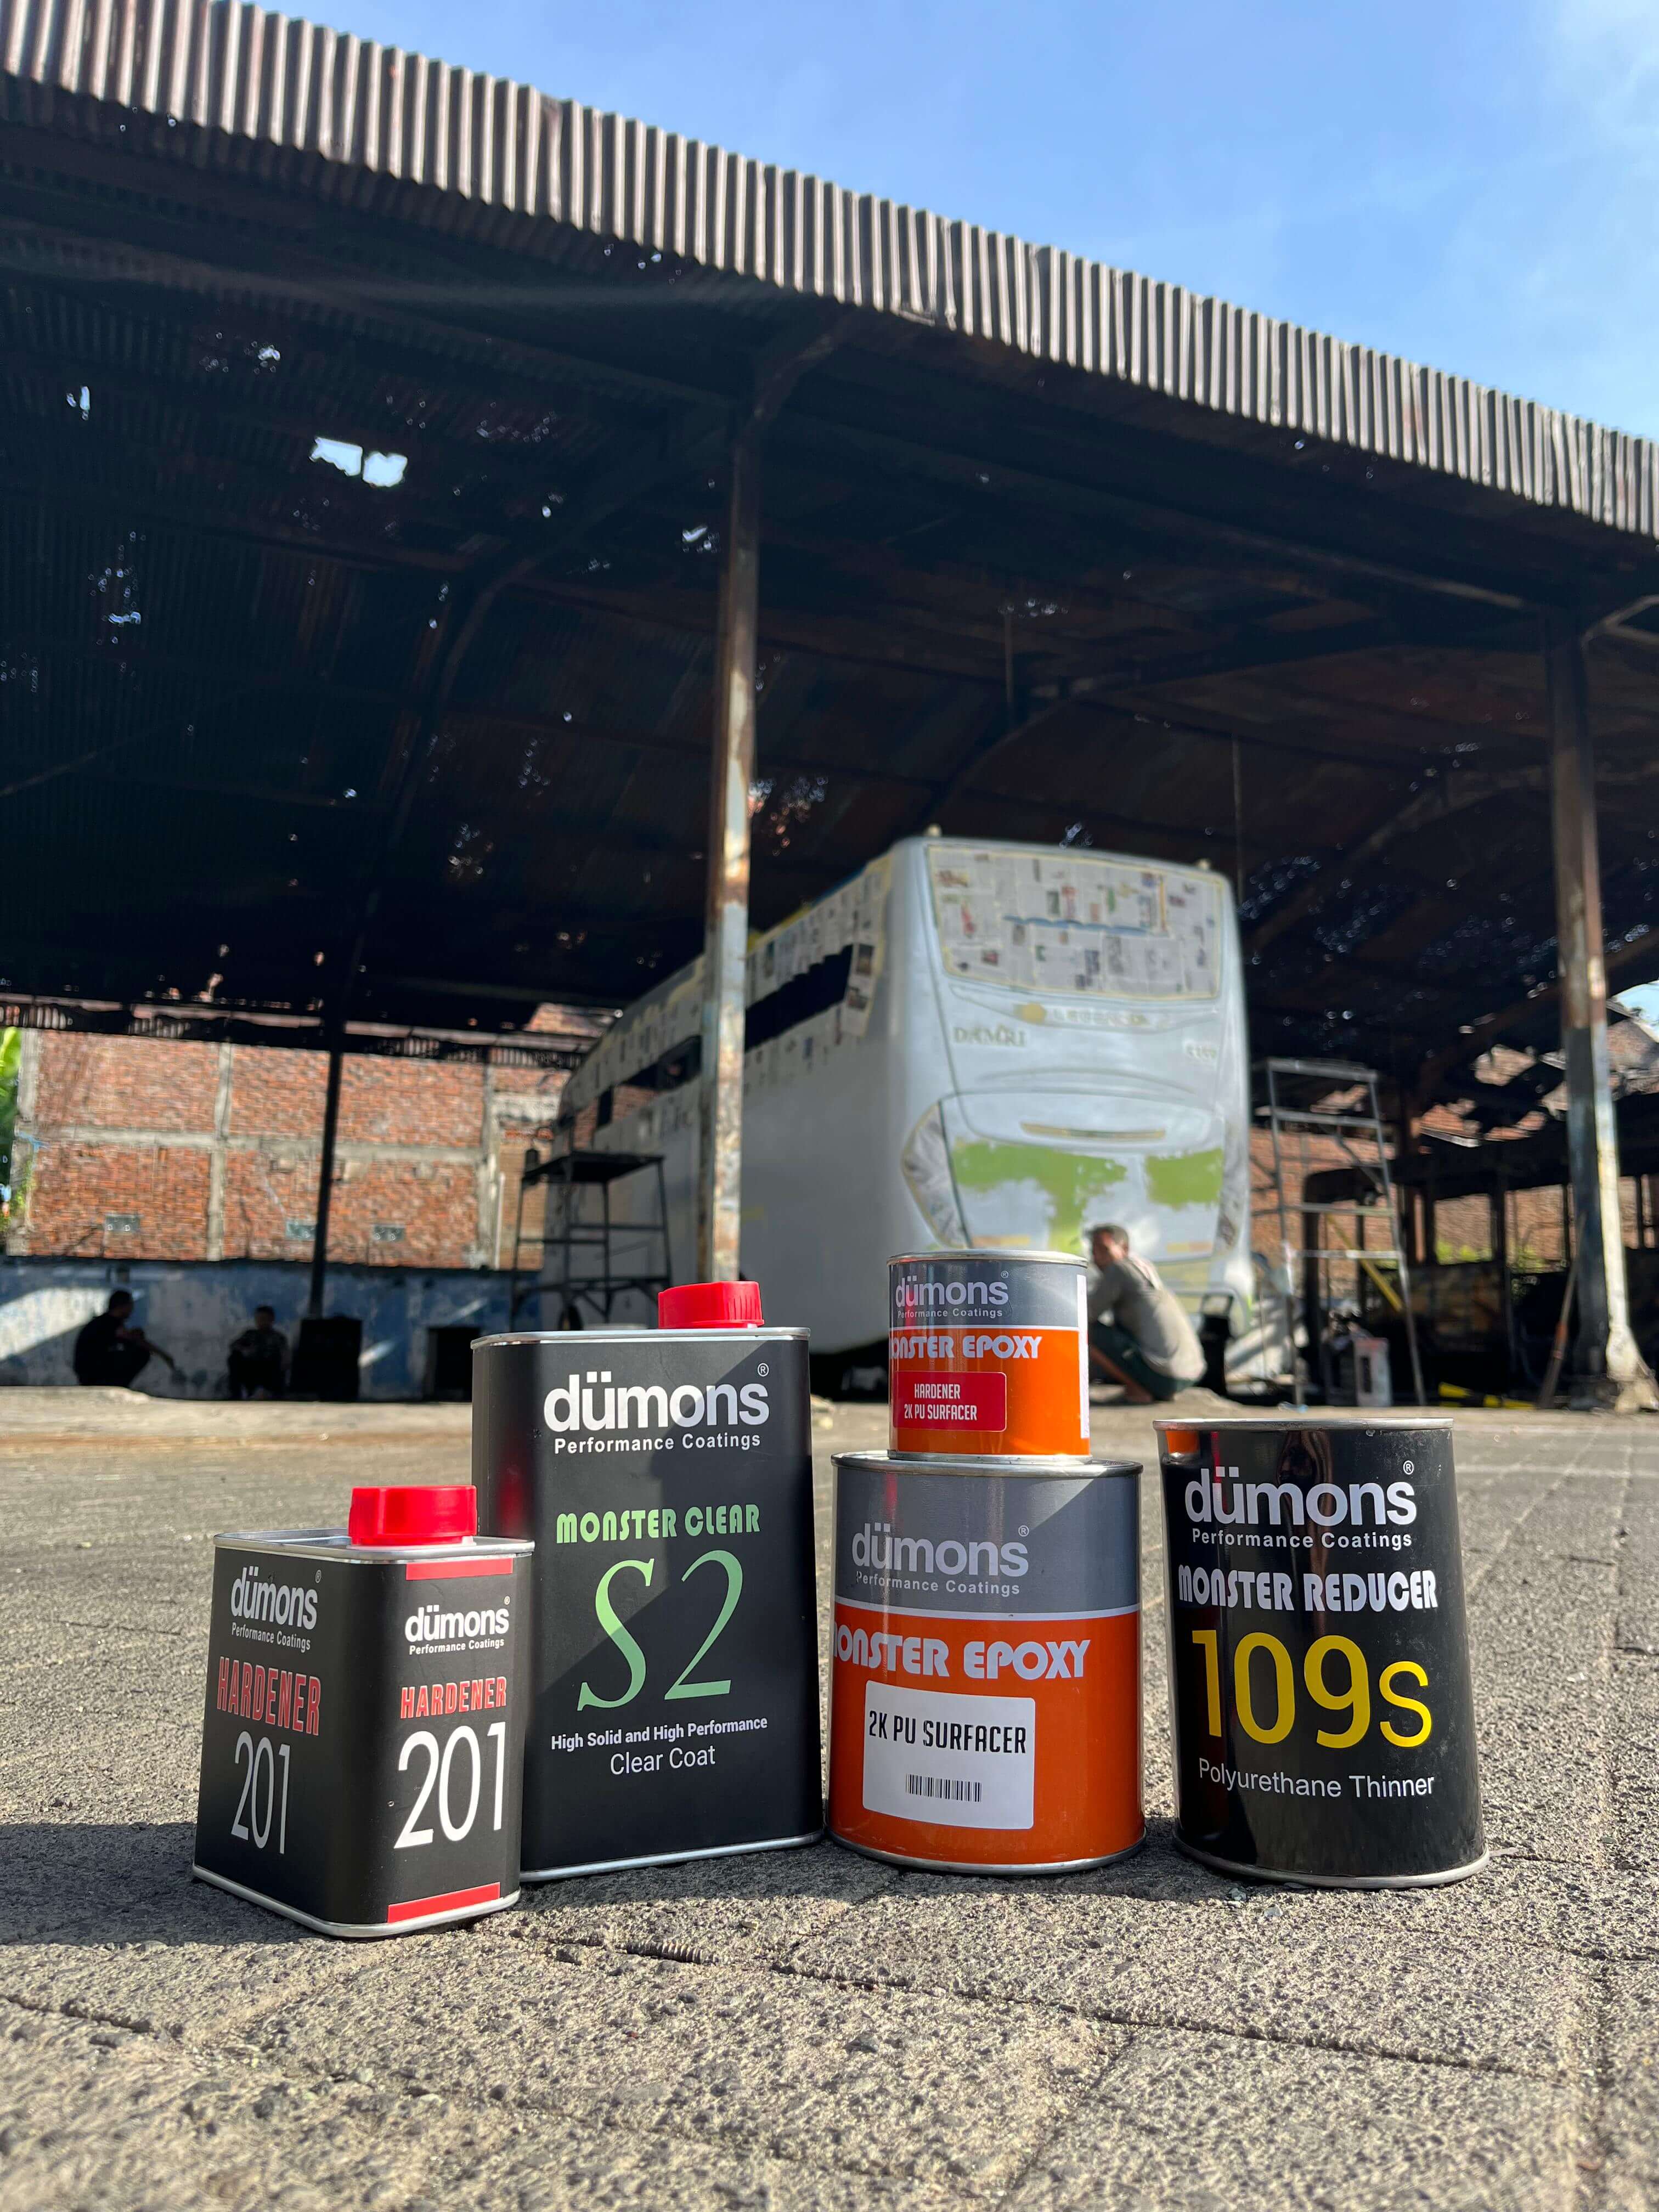 DAMRI
dümons®
Performance Coatings
HARDENER
201
dümons®
Performance Coatings
HARDENER
201
dümons®
Performance Coatings
MONSTER CLEAR
S2
High Solid and High Performance
Clear Coat
dümons®
Performance Coatings
ONSTER EPOXY
HARDENER
2K PU SURFACER
dümons®
Performance Coatings
ONSTER EPOXY
2K PU SURFACER
dümons®
Performance Coatings
MONSTER REDUCER
109s
Polyurethane Thinner